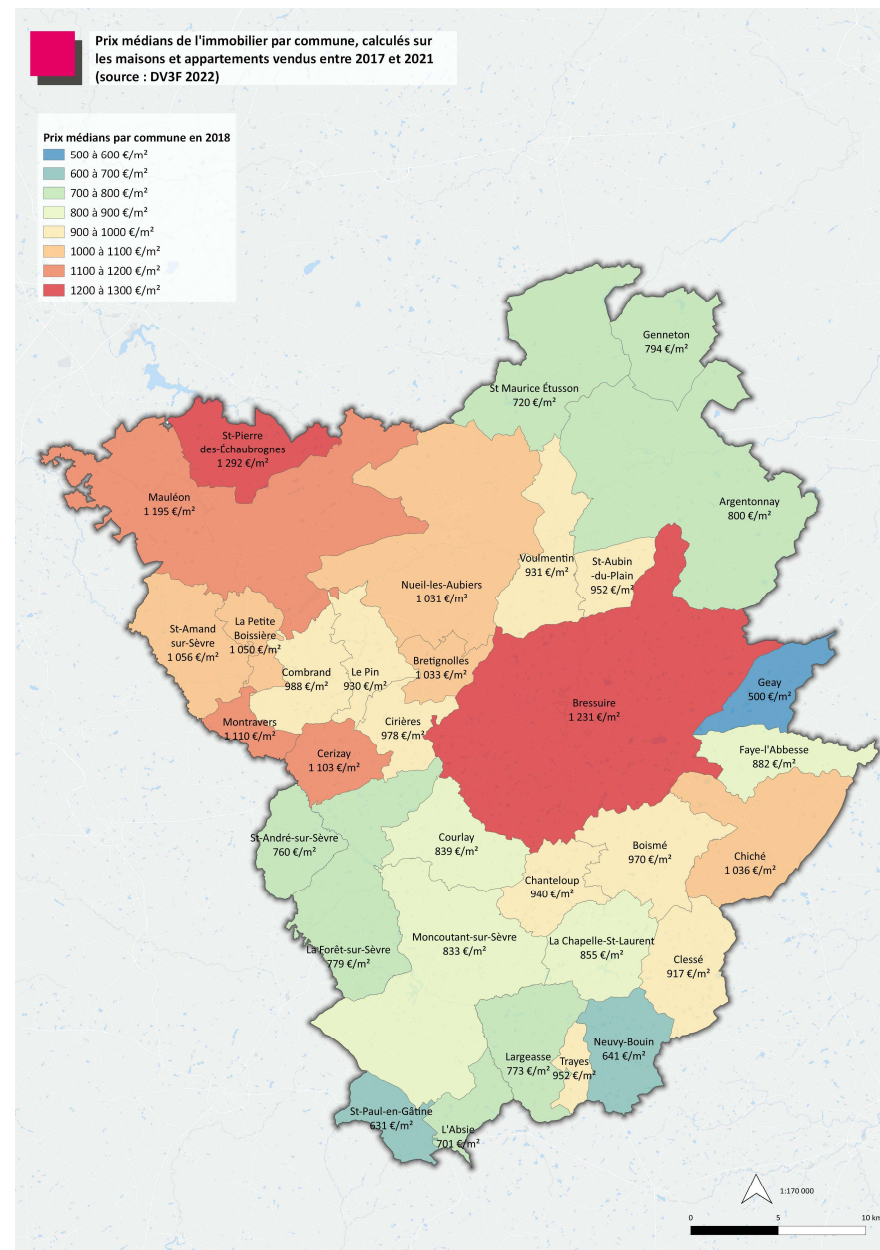 Prix médians de l'immobilier par commune, calculés sur
les maisons et appartements vendus entre 2017 et 2021
(source : DV3F 2022)
Prix médians par commune en 2018
500 à 600 €/m²
600 à 700 €/m²
700 à 800 €/m²
800 à 900 €/m²
900 à 1000 €/m²
1000 à 1100 €/m²
1100 à 1200 €/m²
1200 à 1300 €/m²
Genneton
794 €/m²
St Maurice Étusson
720 €/m²
St-Pierre
des-Échaubrognes
1 292 €/m²
Mauléon
1 195 €/m²
Argentonnay
800 €/m²
Voulmentin
931 €/m²
St-Aubin
-du-Plain
952 €/m²
Nueil-les-Aubiers
1 031 €/m²
La Petite
Boissière
1 050 €/m²
St-Amand
sur-Sèvre
1 056 €/m²
Combrand
988 €/m²
Le Pin
930 €/m²
Bretignolles
1 033 €/m²
Geay
500 €/m²
Bressuire
1 231 €/m²
Montravers
1 110 €/m²
Cirières
978 €/m²
Cerizay
1 103 €/m²
Faye-l'Abbesse
882 €/m²
St-André-sur-Sèvre
760 €/m²
Courlay
839 €/m²
Boismé
970 €/m²
Chiché
1 036 €/m²
Chanteloup
940 €/m²
La Forêt-sur-Sèvre
779 €/m²
Moncoutant-sur-Sèvre
833 €/m²
La Chapelle-St-Laurent
855 €/m²
Clessé
917 €/m²
Neuvy-Bouin
641 €/m²
Largeasse
773 €/m²
Trayes
952 €/m²
St-Paul-en-Gâtine
631 €/m²
L'Absie
701 €/m²
1:170 000
0 5 10 km